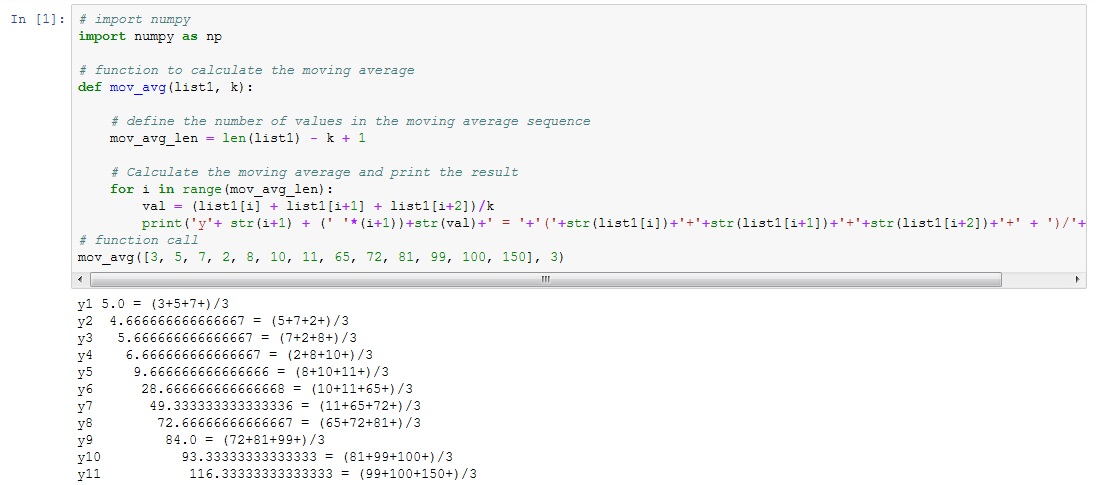 In [1]: # import numpy
import numpy as np

# function to calculate the moving average
def mov_avg(list1, k):

    # define the number of values in the moving average sequence
    mov_avg_len = len(list1) - k + 1

    # Calculate the moving average and print the result
    for i in range(mov_avg_len):
        val = (list1[i] + list1[i+1] + list1[i+2])/k
        print('y'+ str(i+1) + (' '*(i+1))+str(val)+' = '+'('+str(list1[i])+'+'+str(list1[i+1])+'+'+str(list1[i+2])+'+' + ')/'+
# function call
mov_avg([3, 5, 7, 2, 8, 10, 11, 65, 72, 81, 99, 100, 150], 3)
y1 5.0 = (3+5+7+)/3
y2  4.666666666666667 = (5+7+2+)/3
y3   5.666666666666667 = (7+2+8+)/3
y4    6.666666666666667 = (2+8+10+)/3
y5     9.666666666666666 = (8+10+11+)/3
y6      28.666666666666668 = (10+11+65+)/3
y7       49.333333333333336 = (11+65+72+)/3
y8        72.66666666666667 = (65+72+81+)/3
y9         84.0 = (72+81+99+)/3
y10          93.33333333333333 = (81+99+100+)/3
y11           116.33333333333333 = (99+100+150+)/3